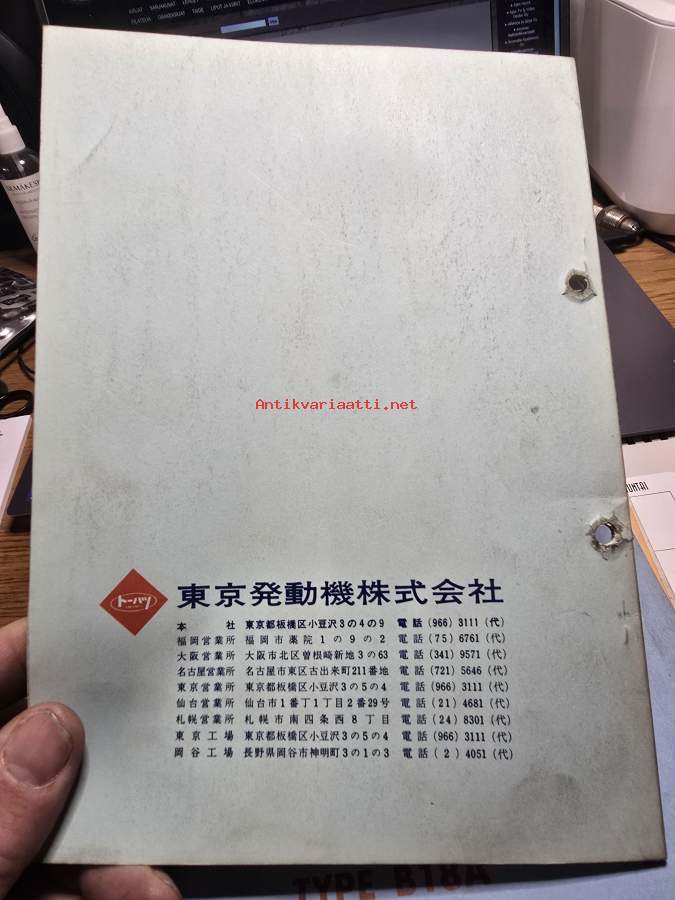 KIRJAT SARJAKUVAT
FILATELIA
Antikvariaatti.net
トーハツ
東京発動機株式会社
本 社 東京都板橋区小豆沢3の4の9 電話 (966) 3111 (代)
福岡営業所 福岡市薬院1の9の2 電話 (75) 6761 (代)
大阪営業所 大阪市北区曽根崎新地3の63 電話 (341) 9571 (代)
名古屋営業所 名古屋市東区古出来町211番地 電話 (721) 5646 (代)
東京営業所 東京都板橋区小豆沢3の5の4 電話 (966) 3111 (代)
仙台営業所 仙台市1番丁1丁目2番29号 電話 (21) 4681 (代)
札幌営業所 札幌市南四条西8丁目 電話 (24) 8301 (代)
東京工場 東京都板橋区小豆沢3の5の4 電話 (966) 3111 (代)
岡谷工場 長野県岡谷市神明町3の1の3 電話 (2) 4051 (代)
TYPE B18A